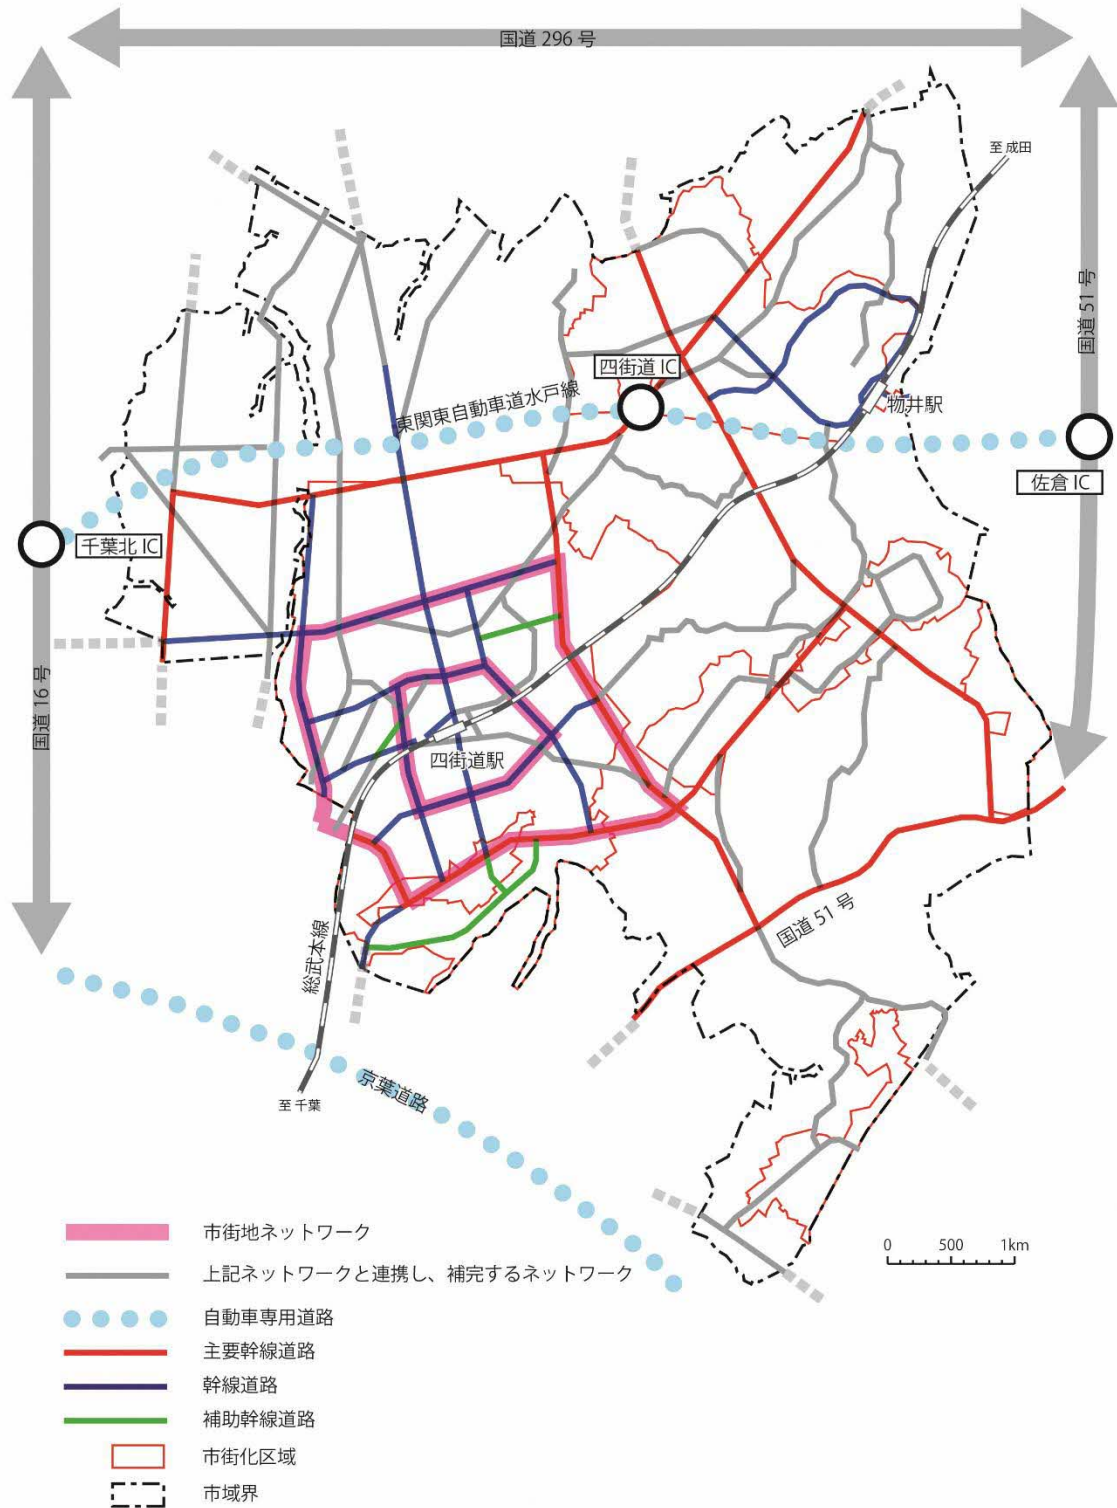 国道 296 号
至 成田
国道 51 号
四街道 IC
東関東自動車道水戸線
物井駅
佐倉 IC
千葉北 IC
国道 16 号
四街道駅
国道 51 号
総武本線
京葉道路
至 千葉
市街地ネットワーク
上記ネットワークと連携し、補完するネットワーク
0 500 1km
自動車専用道路
主要幹線道路
幹線道路
補助幹線道路
市街化区域
市域界